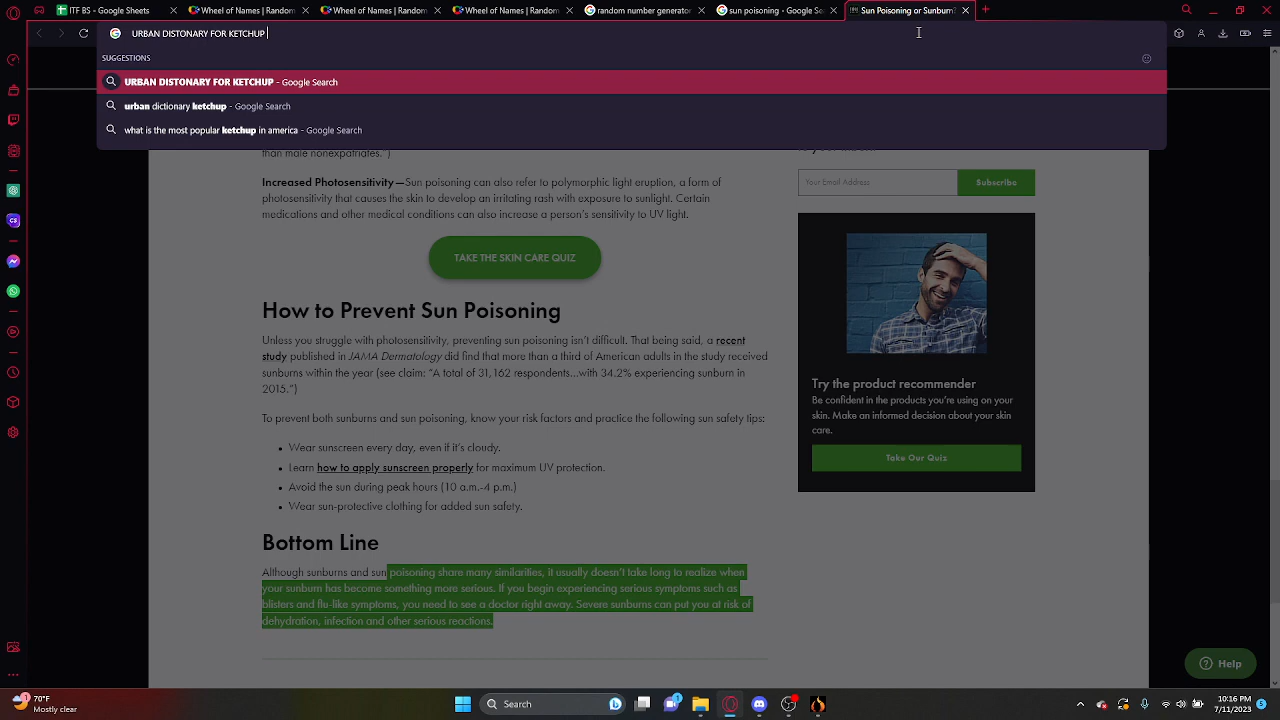 ITE BS - Google Sheets
Wheel of Names | Random
Wheel of Names | Random
Wheel of Names | Random
random number generator
Songs - Google Sheets
Sun Poisoning or Sunburn?
URBAN DISTONARY FOR KETCHUP
SUGGESTIONS
URBAN DISTONARY FOR KETCHUP - Google Search
urban dictionary ketchup - Google Search
what is the most popular ketchup in america - Google Search
than male nonexpatriates.")
Increased Photosensitivity—Sun poisoning can also refer to polymorphic light eruption, a form of
photosensitivity that causes the skin to develop an irritating rash with exposure to sunlight. Certain
medications and other medical conditions can also increase a person's sensitivity to UV light.
TAKE THE SKIN CARE QUIZ
How to Prevent Sun Poisoning
Unless you struggle with photosensitivity, preventing sun poisoning isn't difficult. That being said, a recent
study published in JAMA Dermatology did find that more than a third of American adults in the study received
sunburns within the year (see claim: "A total of 31,162 respondents...with 34.2% experiencing sunburn in
2015.")
To prevent both sunburns and sun poisoning, know your risk factors and practice the following sun safety tips:
• Wear sunscreen every day, even if it's cloudy.
• Learn how to apply sunscreen properly for maximum UV protection.
• Avoid the sun during peak hours (10 a.m.-4 p.m.)
• Wear sun-protective clothing for added sun safety.
Bottom Line
Although sunburns and sun poisoning share many similarities, it usually doesn't take long to realize when
your sunburn has become something more serious. If you begin experiencing serious symptoms such as
blisters and flu-like symptoms, you need to see a doctor right away. Severe sunburns can put you at risk of
dehydration, infection and other serious reactions.
Your Email Address
Subscribe
Try the product recommender
Be confident in the products you're using on your
skin. Make an informed decision about your skin
care.
Take Our Quiz
Help
70°F
Mostly clear
Search
1
10:16 PM
5